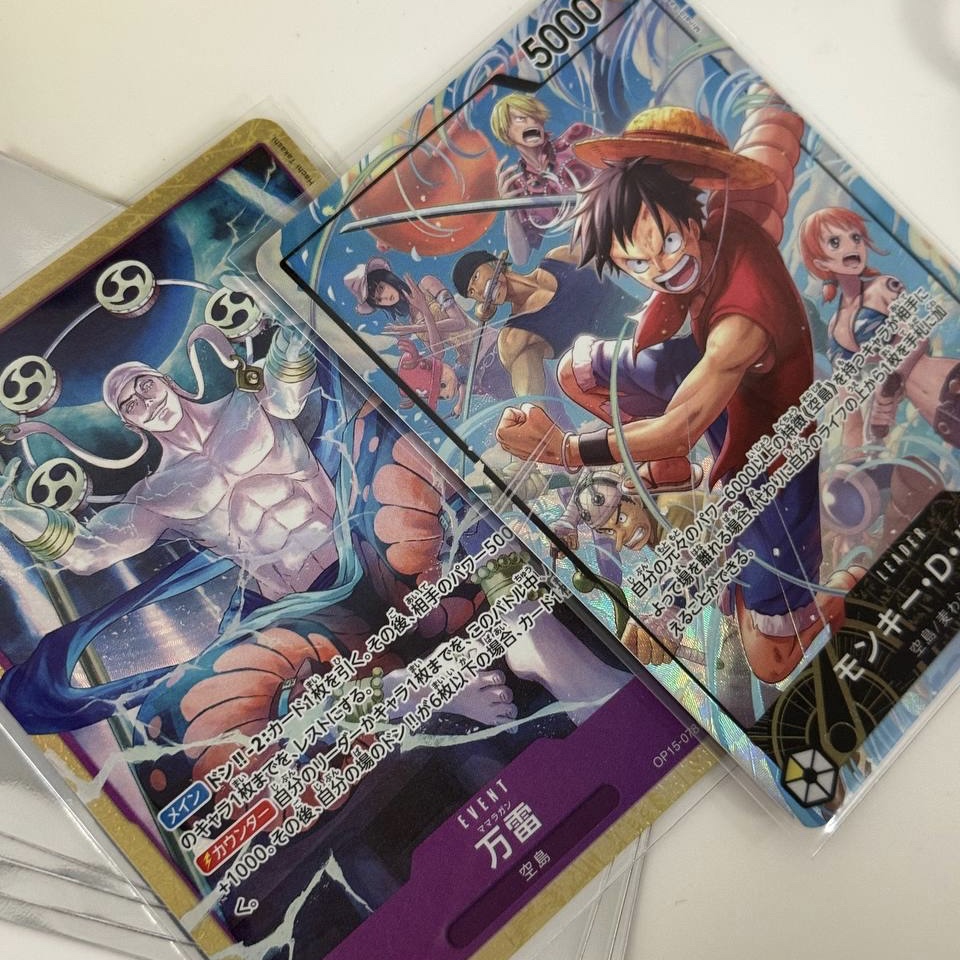 5000
自分のコスト
自分のパワー6000以上の特徴《空島》を持つキャラが相手に
よって場を離れる場合、代わりに自分のライフの上から1枚を手札に加
えることができる。
LEADER
モンキー・D・
空島/麦わら
Hachi Takashi
メイン ドン!!-2:カード1枚を引く。その後、相手のパワー500
のキャラ1枚までを、レストにする。
カウンター 自分のリーダーかキャラ1枚までを、このバトル中、
+1000。その後、自分の場のドン!!が6枚以下の場合、カード1
く。
OP15-078
EVENT
ママラガン
万雷
空島